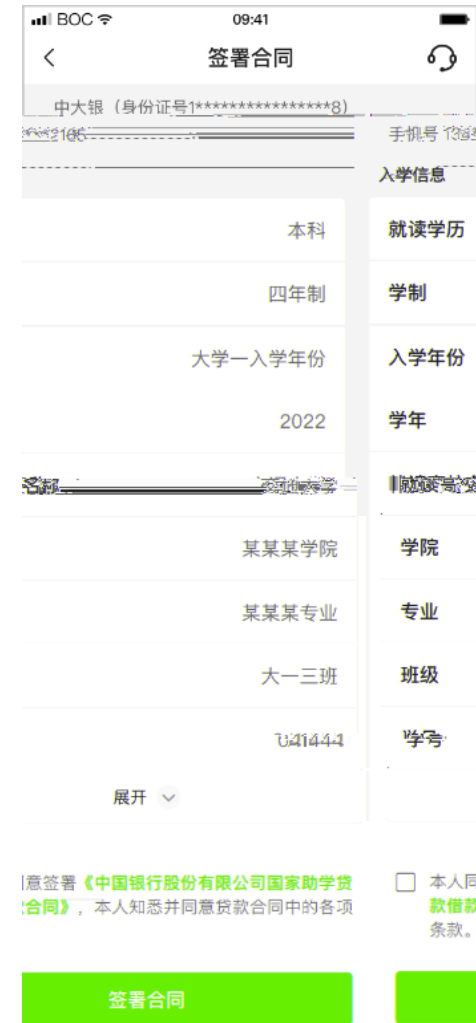 BOC 09:41
签署合同
中大银（身份证号1****************8)
手机号
入学信息
本科 就读学历
四年制 学制
大学一入学年份 入学年份
2022 学年
某某某学院 学院
某某某专业 专业
大一三班 班级
学号
展开
意签署《中国银行股份有限公司国家助学贷 本人同
合同》，本人知悉并同意贷款合同中的各项 款借款
条款。
签署合同